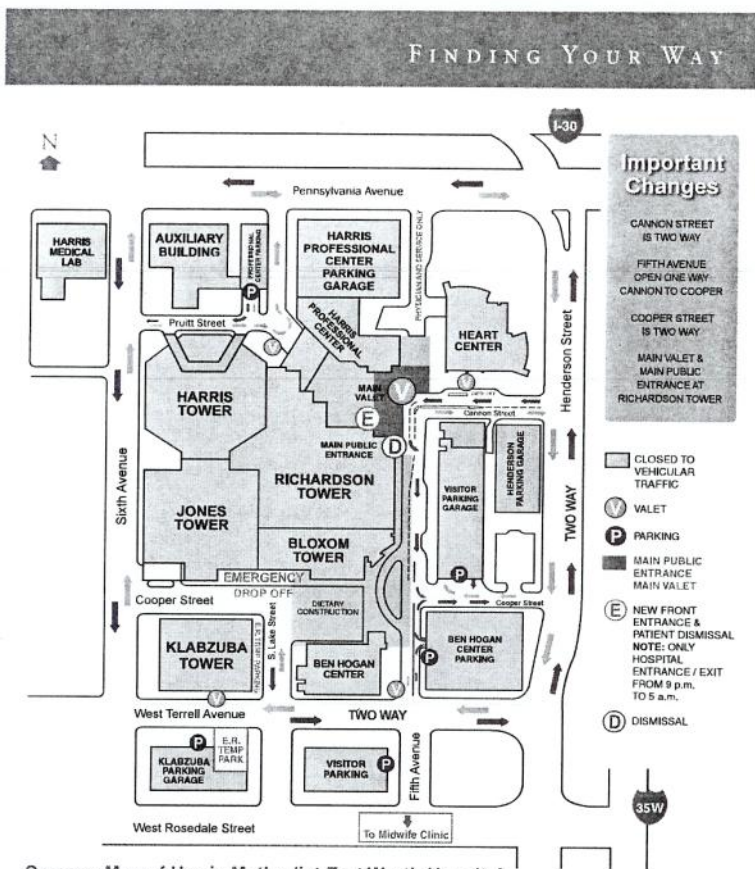 FINDING YOUR WAY
I-30
N
Important
Changes
CANNON STREET
IS TWO WAY
FIFTH AVENUE
OPEN ONE WAY
CANNON TO COOPER
COOPER STREET
IS TWO WAY
MAIN VALET &
MAIN PUBLIC
ENTRANCE AT
RICHARDSON TOWER
Pennsylvania Avenue
HARRIS
MEDICAL
LAB
AUXILIARY
BUILDING
PROFESSIONAL
CENTER PARKING
P
HARRIS
PROFESSIONAL
CENTER
PARKING
GARAGE
PHYSICIAN AND SERVICE ONLY
HARRIS
PROFESSIONAL
CENTER
HEART
CENTER
Henderson Street
Pruitt Street
V
V
MAIN
VALET
V
E
Cannon Street
HARRIS
TOWER
MAIN PUBLIC
ENTRANCE
D
RICHARDSON
TOWER
VISITOR
PARKING
GARAGE
HENDERSON
PARKING GARAGE
TWO WAY
Sixth Avenue
JONES
TOWER
BLOXOM
TOWER
P
EMERGENCY
DROP OFF
Cooper Street
Cooper Street
DIETARY
CONSTRUCTION
S. Lake Street
KLABZUBA
TOWER
E.R. TEMP PARKING
BEN HOGAN
CENTER
BEN HOGAN
CENTER
PARKING
P
V
V
West Terrell Avenue
TWO WAY
P
E.R.
TEMP
PARK.
KLABZUBA
PARKING
GARAGE
VISITOR
PARKING
P
Fifth Avenue
West Rosedale Street
To Midwife Clinic
CLOSED TO
VEHICULAR
TRAFFIC
V VALET
P PARKING
MAIN PUBLIC
ENTRANCE
MAIN VALET
E NEW FRONT
ENTRANCE &
PATIENT DISMISSAL
NOTE: ONLY
HOSPITAL
ENTRANCE / EXIT
FROM 9 p.m.
TO 5 a.m.
D DISMISSAL
35W